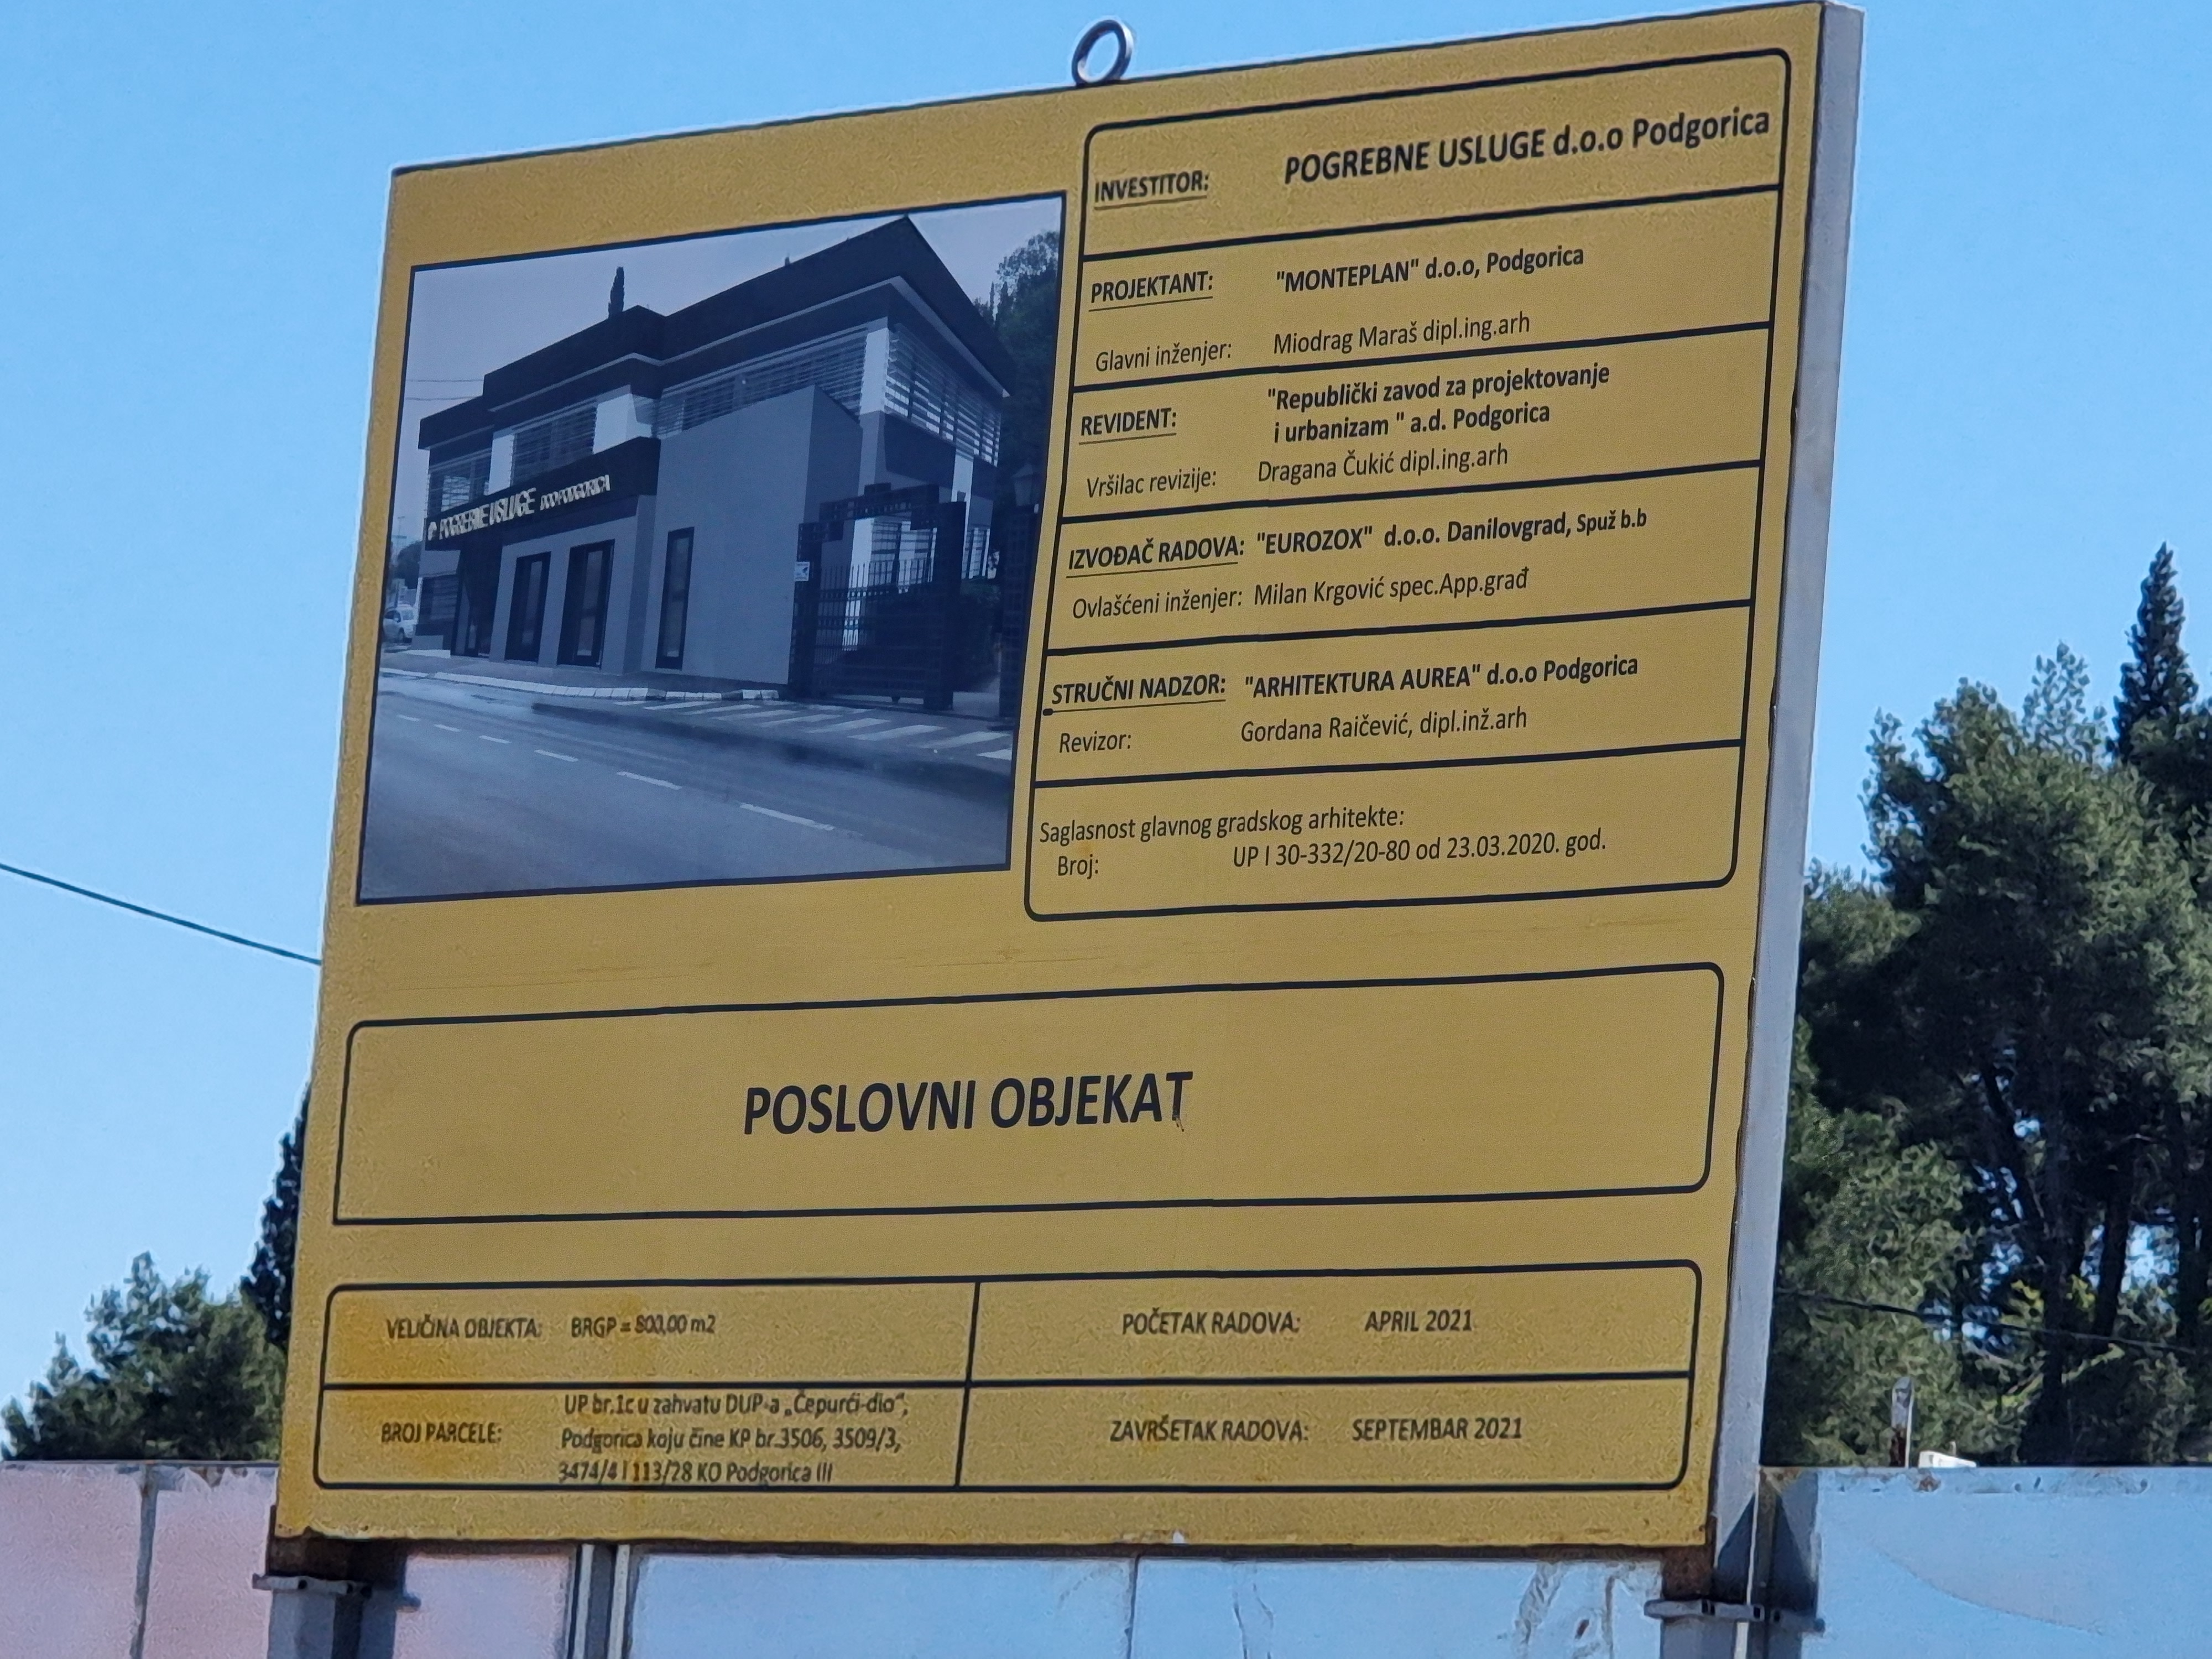 POGREBNE USLUGE DOO PODGORICA
INVESTITOR: POGREBNE USLUGE d.o.o Podgorica
PROJEKTANT: "MONTEPLAN" d.o.o, Podgorica
Glavni inženjer: Miodrag Maraš dipl.ing.arh
REVIDENT: "Republički zavod za projektovanje
i urbanizam " a.d. Podgorica
Vršilac revizije: Dragana Čukić dipl.ing.arh
IZVOĐAČ RADOVA: "EUROZOX" d.o.o. Danilovgrad, Spuž b.b
Ovlašćeni inženjer: Milan Krgović spec.App.građ
STRUČNI NADZOR: "ARHITEKTURA AUREA" d.o.o Podgorica
Revizor: Gordana Raičević, dipl.inž.arh
Saglasnost glavnog gradskog arhitekte:
Broj: UP I 30-332/20-80 od 23.03.2020. god.
POSLOVNI OBJEKAT
VELIČINA OBJEKTA: BRGP = 800,00 m2
POČETAK RADOVA: APRIL 2021
BROJ PARCELE: UP br.1c u zahvatu DUP-a „Čepurći-dio“,
Podgorica koju čine KP br.3506, 3509/3,
3474/4 i 113/28 KO Podgorica III
ZAVRŠETAK RADOVA: SEPTEMBAR 2021